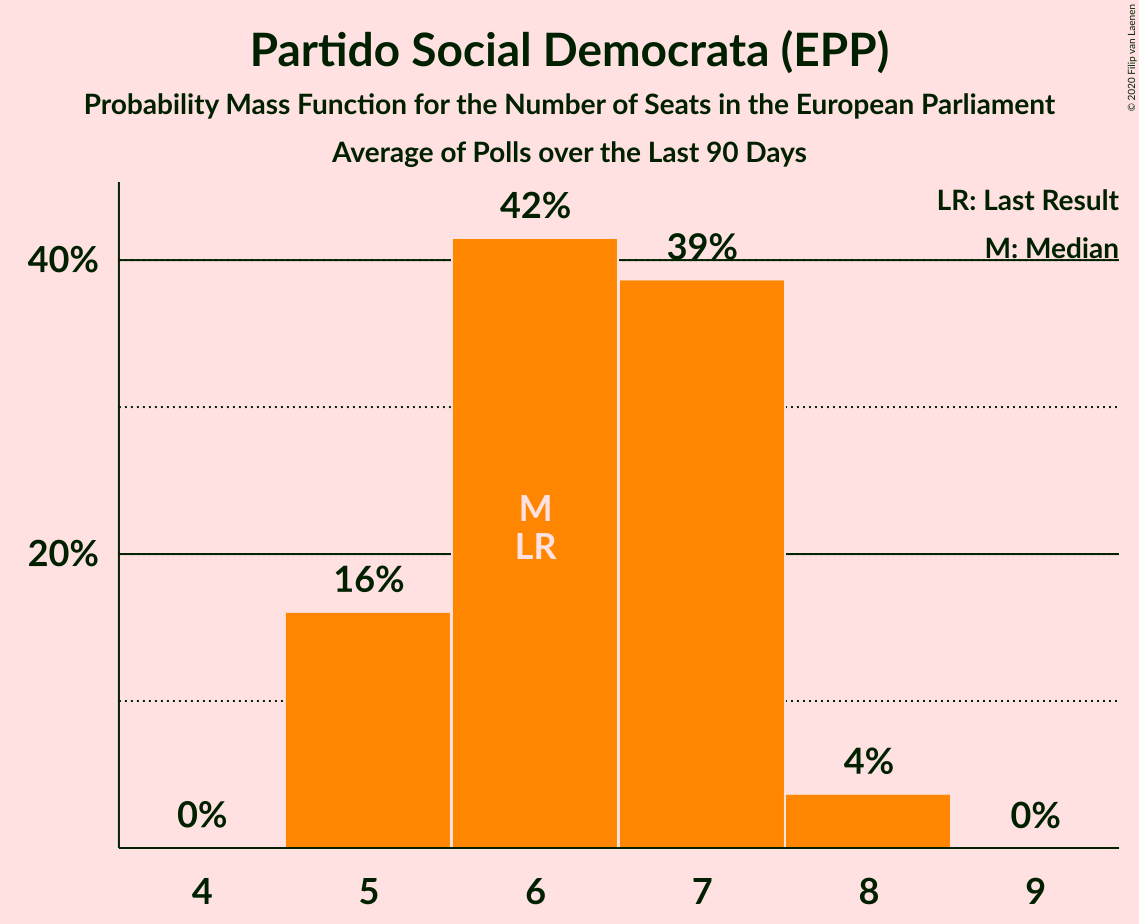 Partido Social Democrata (EPP)
Probability Mass Function for the Number of Seats in the European Parliament
Average of Polls over the Last 90 Days
© 2020 Filip van Laenen
LR: Last Result
M: Median
40%
20%
0%
16%
42%
39%
4%
0%
M
LR
4
5
6
7
8
9